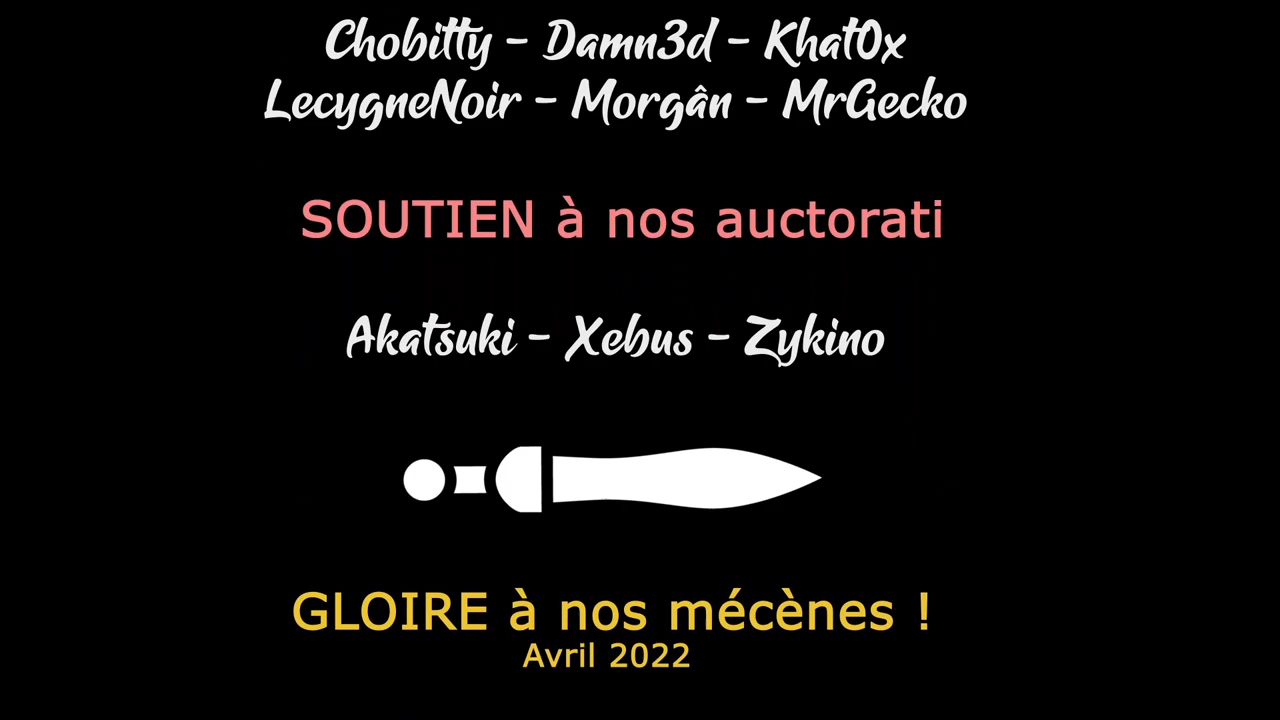 Chobitty - Damn3d - Khat0x
LecygneNoir - Morgân - MrGecko
SOUTIEN à nos auctorati
Akatsuki - Xebus - Zykino
GLOIRE à nos mécènes !
Avril 2022